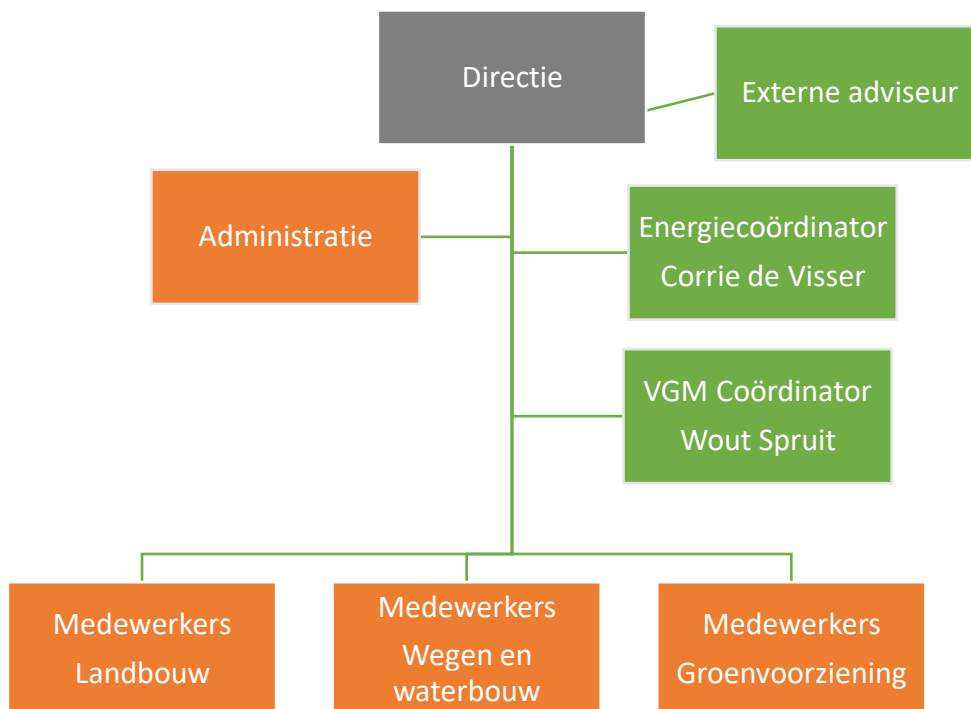 Directie
Externe adviseur
Administratie
Energiecoördinator
Corrie de Visser
VGM Coördinator
Wout Spruit
Medewerkers
Landbouw
Medewerkers
Wegen en
waterbouw
Medewerkers
Groenvoorziening